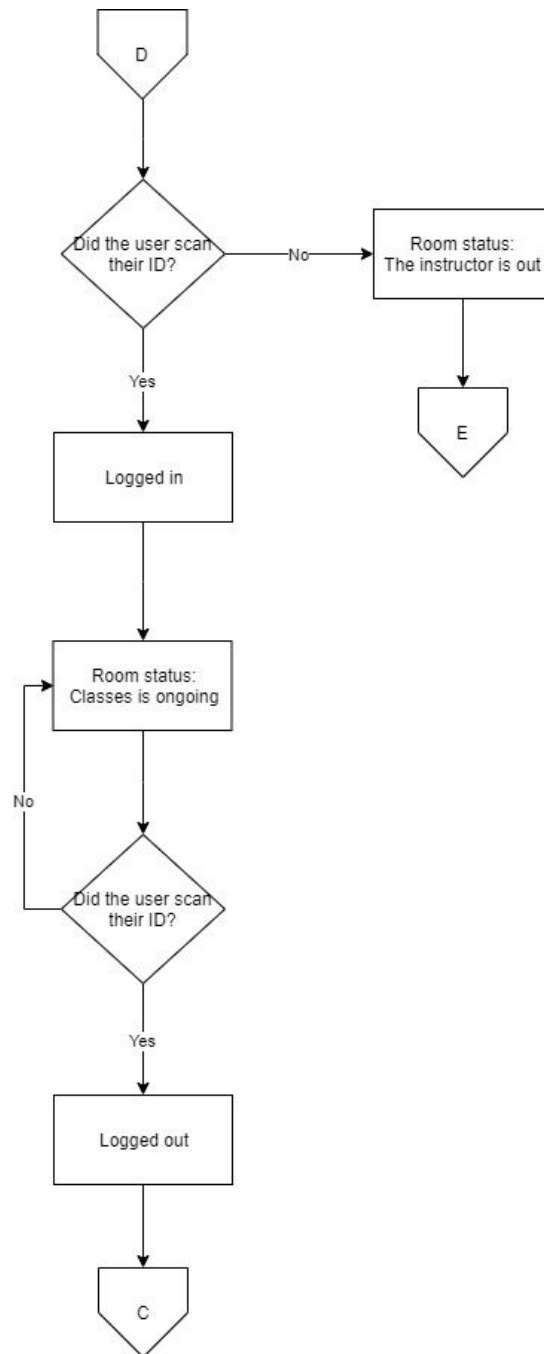 D
Did the user scan
their ID?
No
Room status:
The instructor is out
Yes
E
Logged in
Room status:
Classes is ongoing
No
Did the user scan
their ID?
Yes
Logged out
C